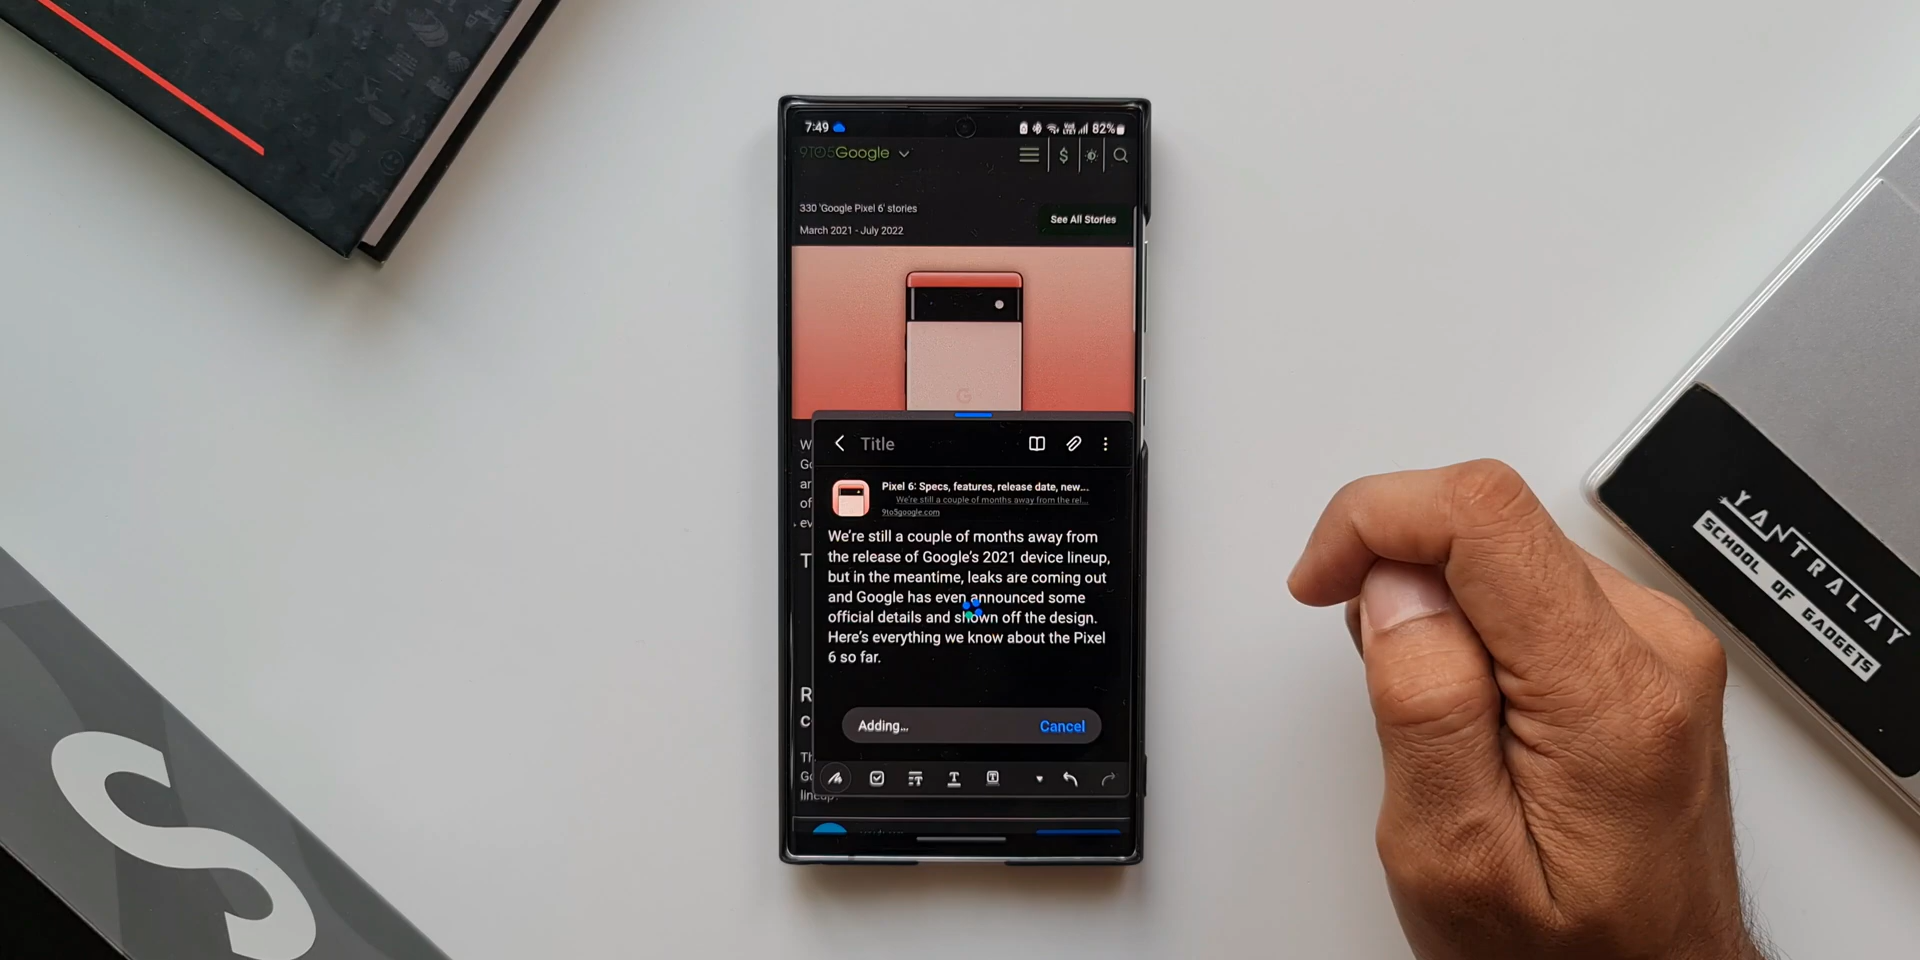 7:49
82%
9TO5Google
$
330 'Google Pixel 6' stories
See All Stories
March 2021 - July 2022
G
Title
Pixel 6: Specs, features, release date, new...
We're still a couple of months away from the rel...
9to5google.com
We're still a couple of months away from
the release of Google's 2021 device lineup,
but in the meantime, leaks are coming out
and Google has even announced some
official details and shown off the design.
Here's everything we know about the Pixel
6 so far.
Adding...
Cancel
lineup
S
YANTRALAY
SCHOOL OF GADGETS